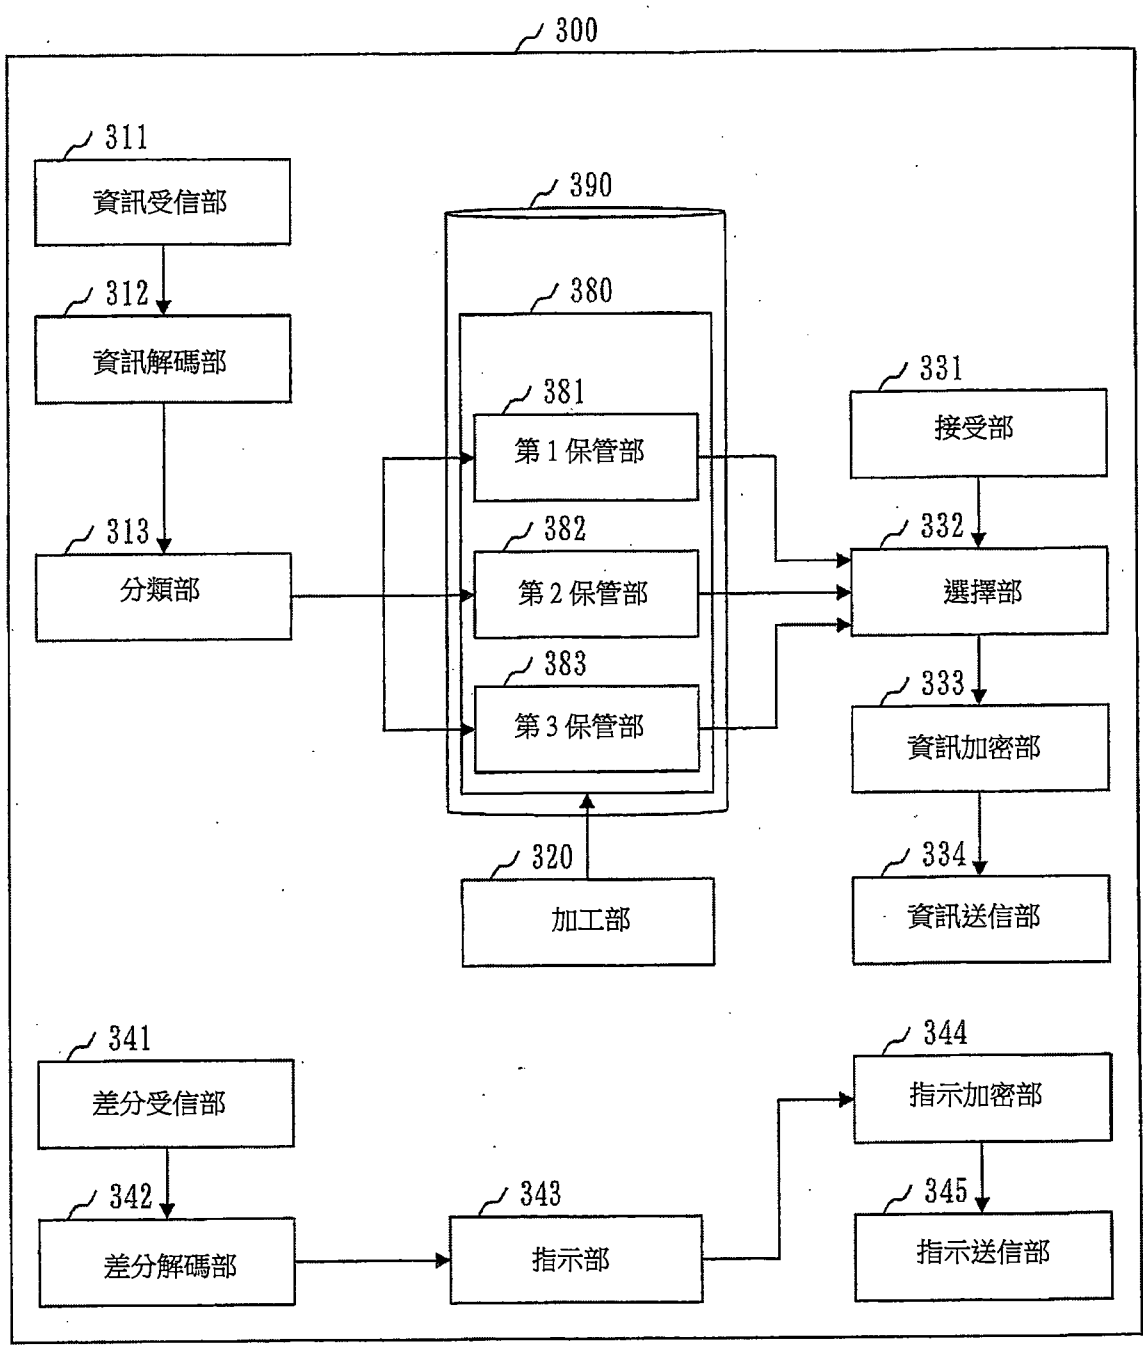 300
311
資訊受信部
312
資訊解碼部
313
分類部
390
380
381
第1保管部
382
第2保管部
383
第3保管部
320
加工部
331
接受部
332
選擇部
333
資訊加密部
334
資訊送信部
341
差分受信部
342
差分解碼部
343
指示部
344
指示加密部
345
指示送信部